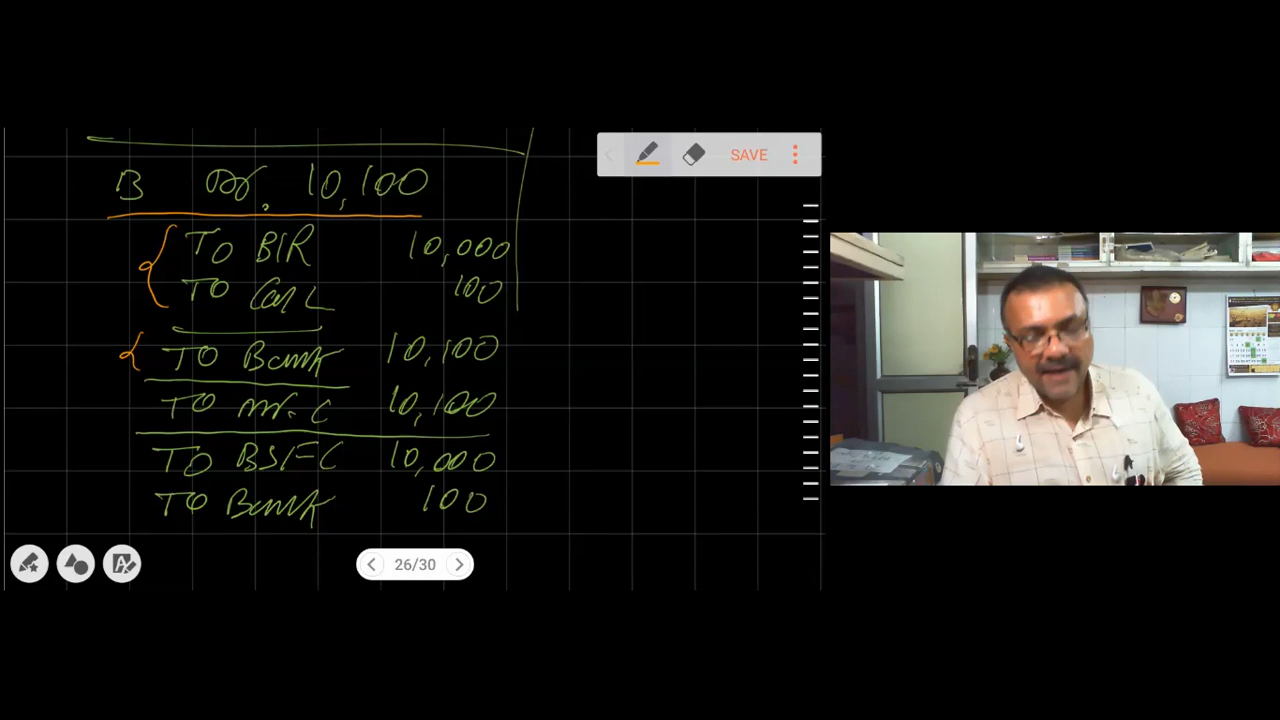 B Dr. 10,100
To B/R 10,000
To Cash 100
To Bank 10,100
To Mr. C 10,100
To BSFC 10,000
To Bank 100
SAVE
26/30